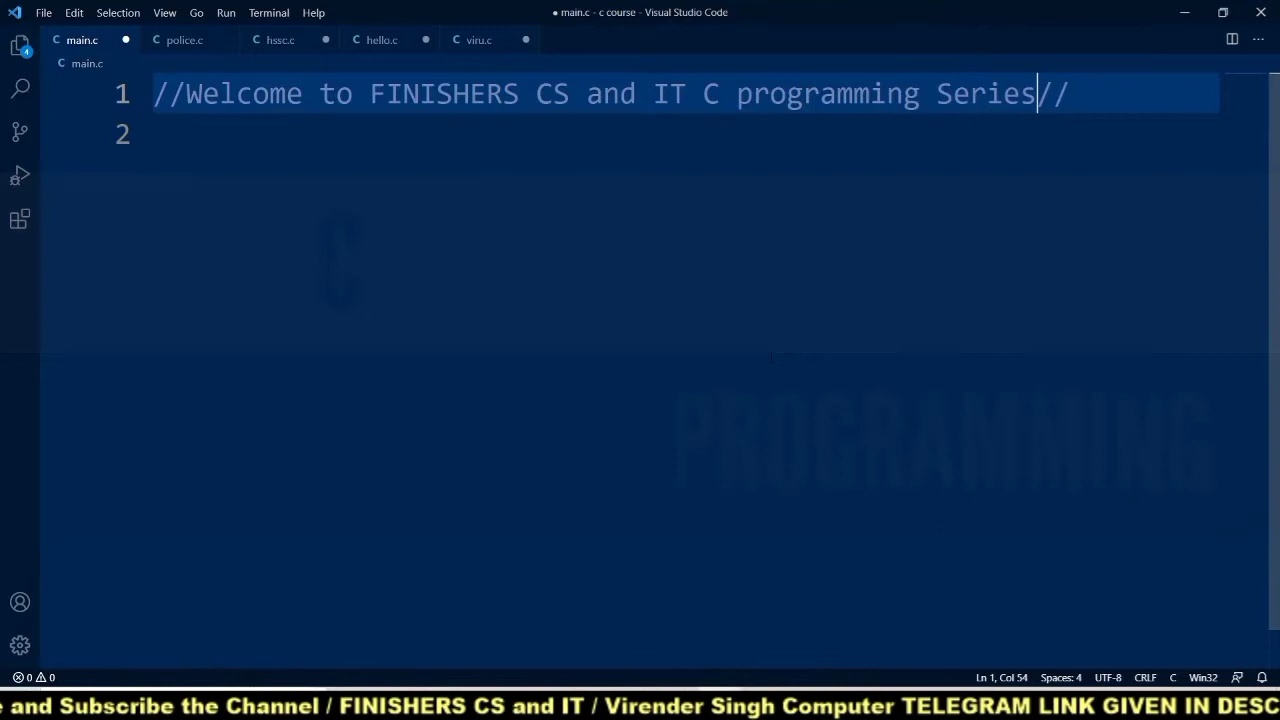 File Edit Selection View Go Run Terminal Help
● main.c - c course - Visual Studio Code
C main.c ● C police.c C hssc.c ● C hello.c ● C viru.c ●
C main.c
1 //Welcome to FINISHERS CS and IT C programming Series//
2
4
C
PROGRAMMING
0 0 Ln 1, Col 54 Spaces: 4 UTF-8 CRLF C Win32
e and Subscribe the Channel / FINISHERS CS and IT / Virender Singh Computer TELEGRAM LINK GIVEN IN DESC